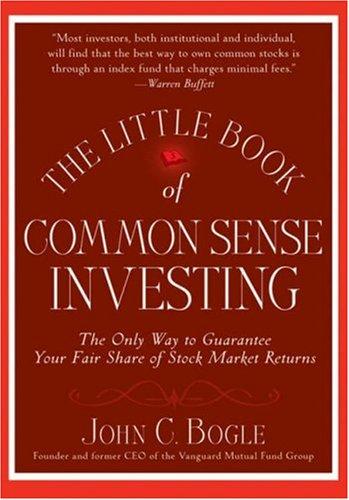 "Most investors, both institutional and individual,
will find that the best way to own common stocks is
through an index fund that charges minimal fees."
—Warren Buffett
THE LITTLE BOOK
of
COMMON SENSE
INVESTING
The Only Way to Guarantee
Your Fair Share of Stock Market Returns
JOHN C. BOGLE
Founder and former CEO of the Vanguard Mutual Fund Group